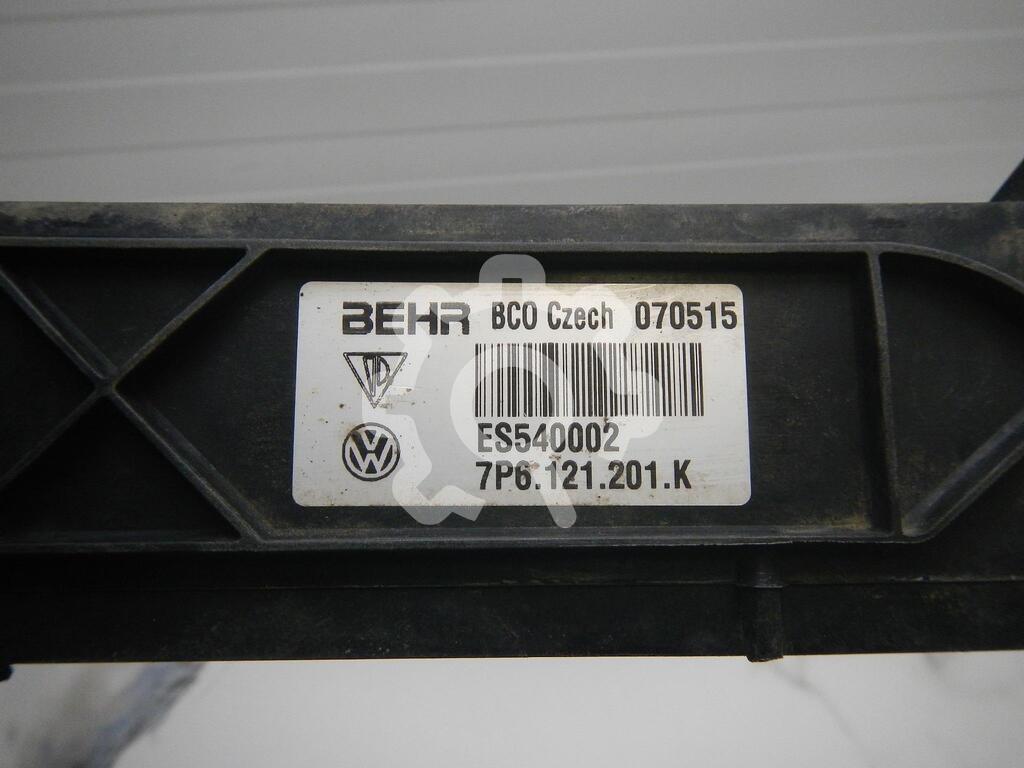 BEHR BCO Czech 070515
ES540002
7P6.121.201.K